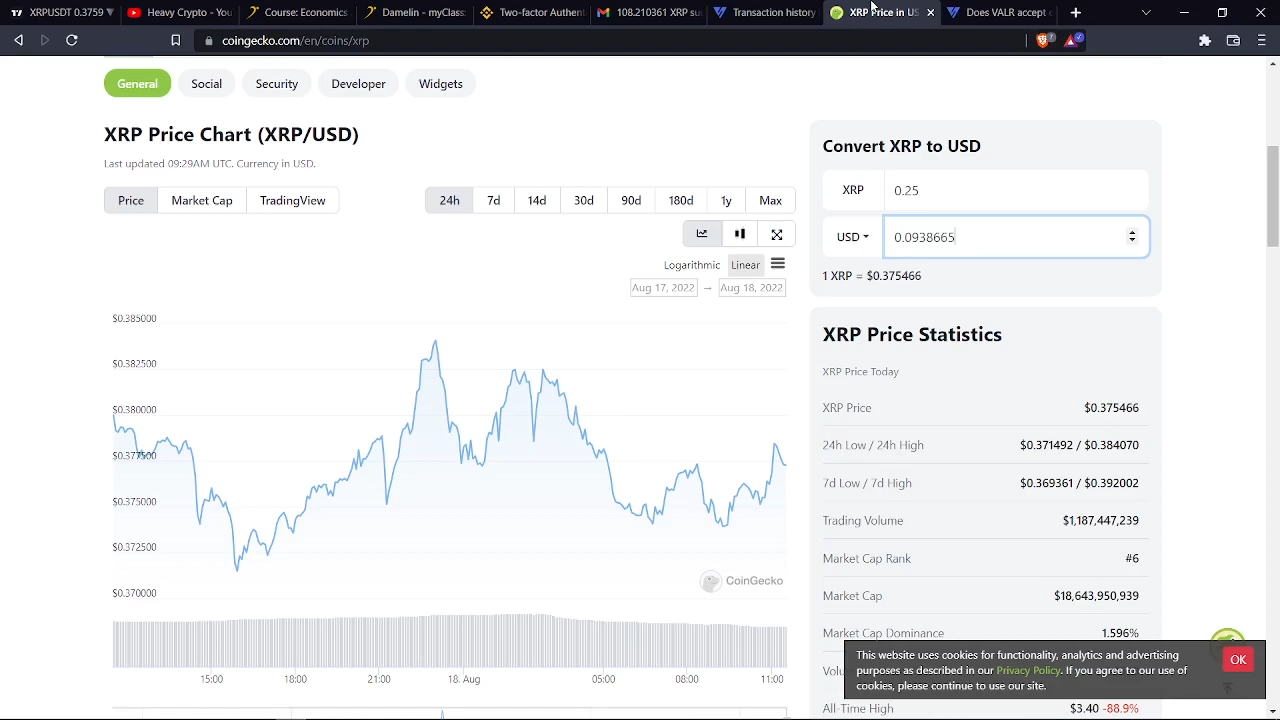 XRPUSDT 0.3759
Heavy Crypto - You
Course: Economics
Damelin - myClass
Two-factor Authent
108.210361 XRP su
Transaction history
XRP Price in US
Does VALR accept
coingecko.com/en/coins/xrp
7
General
Social
Security
Developer
Widgets
XRP Price Chart (XRP/USD)
Last updated 09:29AM UTC. Currency in USD.
Price
Market Cap
TradingView
24h
7d
14d
30d
90d
180d
1y
Max
Logarithmic
Linear
Aug 17, 2022 → Aug 18, 2022
$0.385000
$0.382500
$0.380000
$0.377500
$0.375000
$0.372500
$0.370000
CoinGecko
15:00
18:00
21:00
18. Aug
05:00
08:00
11:00
Convert XRP to USD
XRP
0.25
USD
0.0938665
1 XRP = $0.375466
XRP Price Statistics
XRP Price Today
XRP Price $0.375466
24h Low / 24h High $0.371492 / $0.384070
7d Low / 7d High $0.369361 / $0.392002
Trading Volume $1,187,447,239
Market Cap Rank #6
Market Cap $18,643,950,939
Market Cap Dominance 1.596%
Volu
All-Time High $3.40 -88.9%
This website uses cookies for functionality, analytics and advertising
purposes as described in our Privacy Policy. If you agree to our use of
cookies, please continue to use our site.
OK